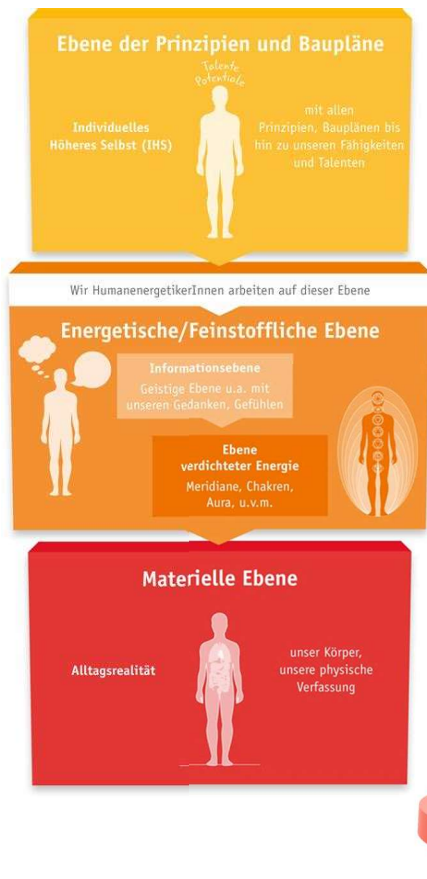 Ebene der Prinzipien und Baupläne
Talente
Potentiale
Individuelles
Höheres Selbst (IHS)
mit allen
Prinzipien, Bauplänen bis
hin zu unseren Fähigkeiten
und Talenten
Wir HumanenergetikerInnen arbeiten auf dieser Ebene
Energetische/Feinstoffliche Ebene
Informationsebene
Geistige Ebene u.a. mit
unseren Gedanken, Gefühlen
Ebene
verdichteter Energie
Meridiane, Chakren,
Aura, u.v.m.
Materielle Ebene
Alltagsrealität
unser Körper,
unsere physische
Verfassung